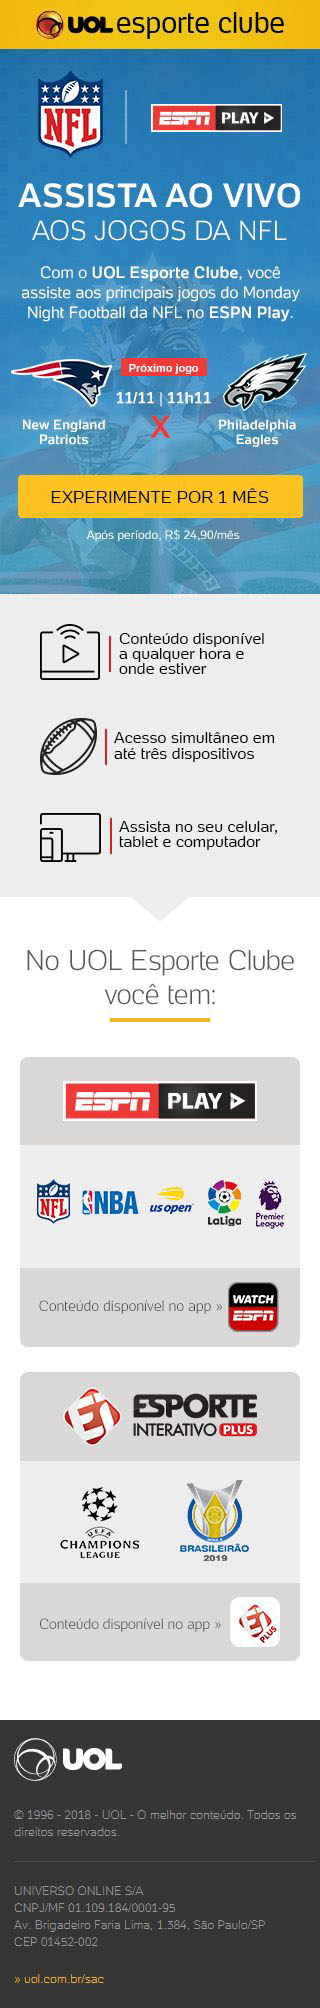 UOL esporte clube
NFL
ESPN PLAY
ASSISTA AO VIVO
AOS JOGOS DA NFL
Com o UOL Esporte Clube, você
assiste aos principais jogos do Monday
Night Football da NFL no ESPN Play.
Próximo jogo
11/11 | 11h11
X
New England
Patriots
Philadelphia
Eagles
EXPERIMENTE POR 1 MÊS
Após período, R$ 24,90/mês
Conteúdo disponível
a qualquer hora e
onde estiver
Acesso simultâneo em
até três dispositivos
Assista no seu celular,
tablet e computador
No UOL Esporte Clube
você tem:
ESPN PLAY
NFL
NBA
us open
LaLiga
Premier
League
Conteúdo disponível no app »
WATCH
ESPN
ESPORTE
INTERATIVO PLUS
UEFA
CHAMPIONS
LEAGUE
SÉRIE A
BRASILEIRÃO
2019
Conteúdo disponível no app »
PLUS
UOL
© 1996 - 2018 - UOL - O melhor conteúdo. Todos os
direitos reservados.
UNIVERSO ONLINE S/A
CNPJ/MF 01.109.184/0001-95
Av. Brigadeiro Faria Lima, 1.384, São Paulo/SP
CEP 01452-002
» uol.com.br/sac